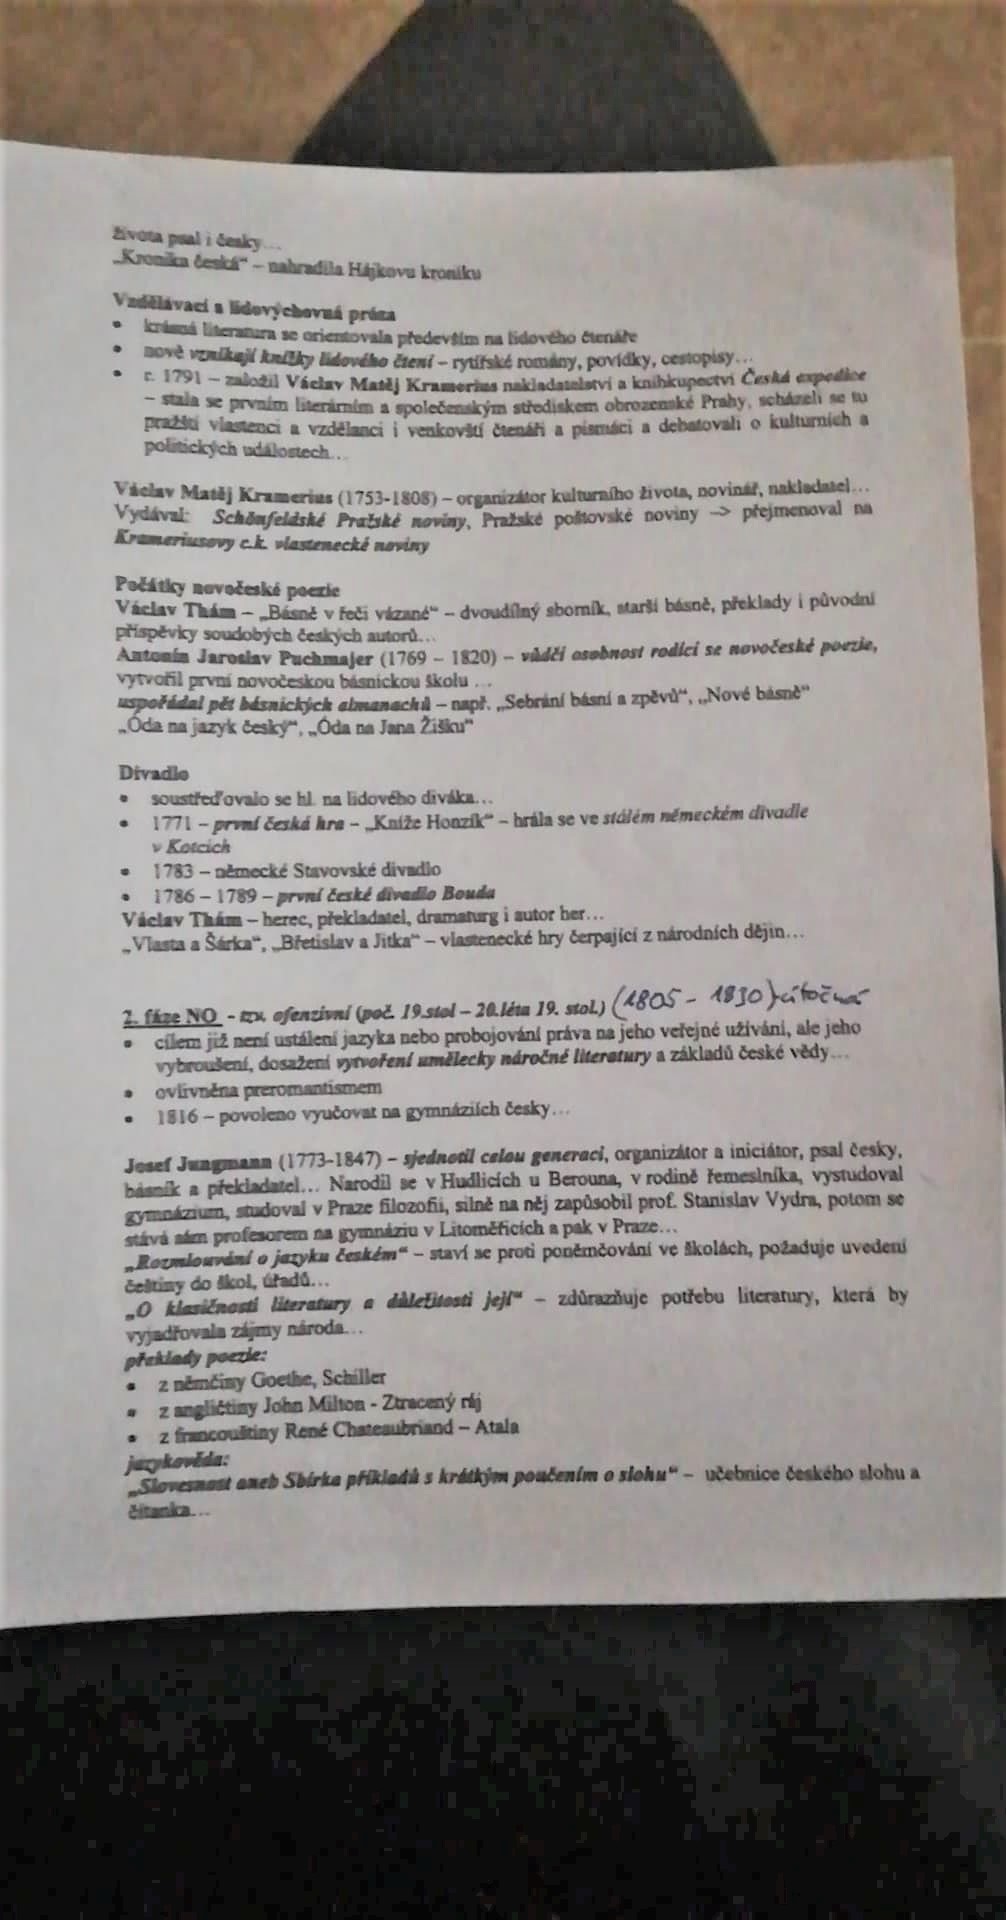 života psal i česky…
„Kronika česká“ – nahradila Hájkovu kroniku
Vzdělávací a lidovýchovná próza
• krásná literatura se orientovala především na lidového čtenáře
• nově vznikají knížky lidového čtení – rytířské romány, povídky, cestopisy…
• r. 1791 – založil Václav Matěj Kramerius nakladatelství a knihkupectví Česká expedice
– stala se prvním literárním a společenským střediskem obrozenské Prahy, scházeli se tu
pražští vlastenci a vzdělanci i venkovští čtenáři a písmáci a debatovali o kulturních a
politických událostech…
Václav Matěj Kramerius (1753-1808) – organizátor kulturního života, novinář, nakladatel…
Vydával: Schönfeldské Pražské noviny, Pražské poštovské noviny –> přejmenoval na
Krameriusovy c.k. vlastenecké noviny
Počátky novočeské poezie
Václav Thám – „Básně v řeči vázané“ – dvoudílný sborník, starší básně, překlady i původní
příspěvky soudobých českých autorů…
Antonín Jaroslav Puchmajer (1769 – 1820) – vůdčí osobnost rodící se novočeské poezie,
vytvořil první novočeskou básnickou školu …
uspořádal pět básnických almanachů – např. „Sebrání básní a zpěvů“, „Nové básně“
„Óda na jazyk český“, „Óda na Jana Žižku“
Divadlo
• soustřeďovalo se hl. na lidového diváka…
• 1771 – první česká hra – „Kníže Honzík“ – hrála se ve stálém německém divadle
v Kotcích
• 1783 – německé Stavovské divadlo
• 1786 – 1789 – první české divadlo Bouda
Václav Thám – herec, překladatel, dramaturg i autor her…
„Vlasta a Šárka“, „Břetislav a Jitka“ – vlastenecké hry čerpající z národních dějin…
2. fáze NO - tzv. ofenzivní (poč. 19.stol – 20.léta 19. stol.) (1805 - 1830) útočná
• cílem již není ustálení jazyka nebo probojování práva na jeho veřejné užívání, ale jeho
vybroušení, dosažení vytvoření umělecky náročné literatury a základů české vědy…
• ovlivněna preromantismem
• 1816 – povoleno vyučovat na gymnáziích česky…
Josef Jungmann (1773-1847) – sjednotil celou generaci, organizátor a iniciátor, psal česky,
básník a překladatel… Narodil se v Hudlicích u Berouna, v rodině řemeslníka, vystudoval
gymnázium, studoval v Praze filozofii, silně na něj zapůsobil prof. Stanislav Vydra, potom se
stává sám profesorem na gymnáziu v Litoměřicích a pak v Praze…
„Rozmlouvání o jazyku českém“ – staví se proti poněmčování ve školách, požaduje uvedení
češtiny do škol, úřadů…
„O klasičnosti literatury a důležitosti její“ – zdůrazňuje potřebu literatury, která by
vyjadřovala zájmy národa…
překlady poezie:
• z němčiny Goethe, Schiller
• z angličtiny John Milton - Ztracený ráj
• z francouštiny René Chateaubriand – Atala
jazykověda:
„Slovesnost aneb Sbírka příkladů s krátkým poučením o slohu“ – učebnice českého slohu a
čítanka…